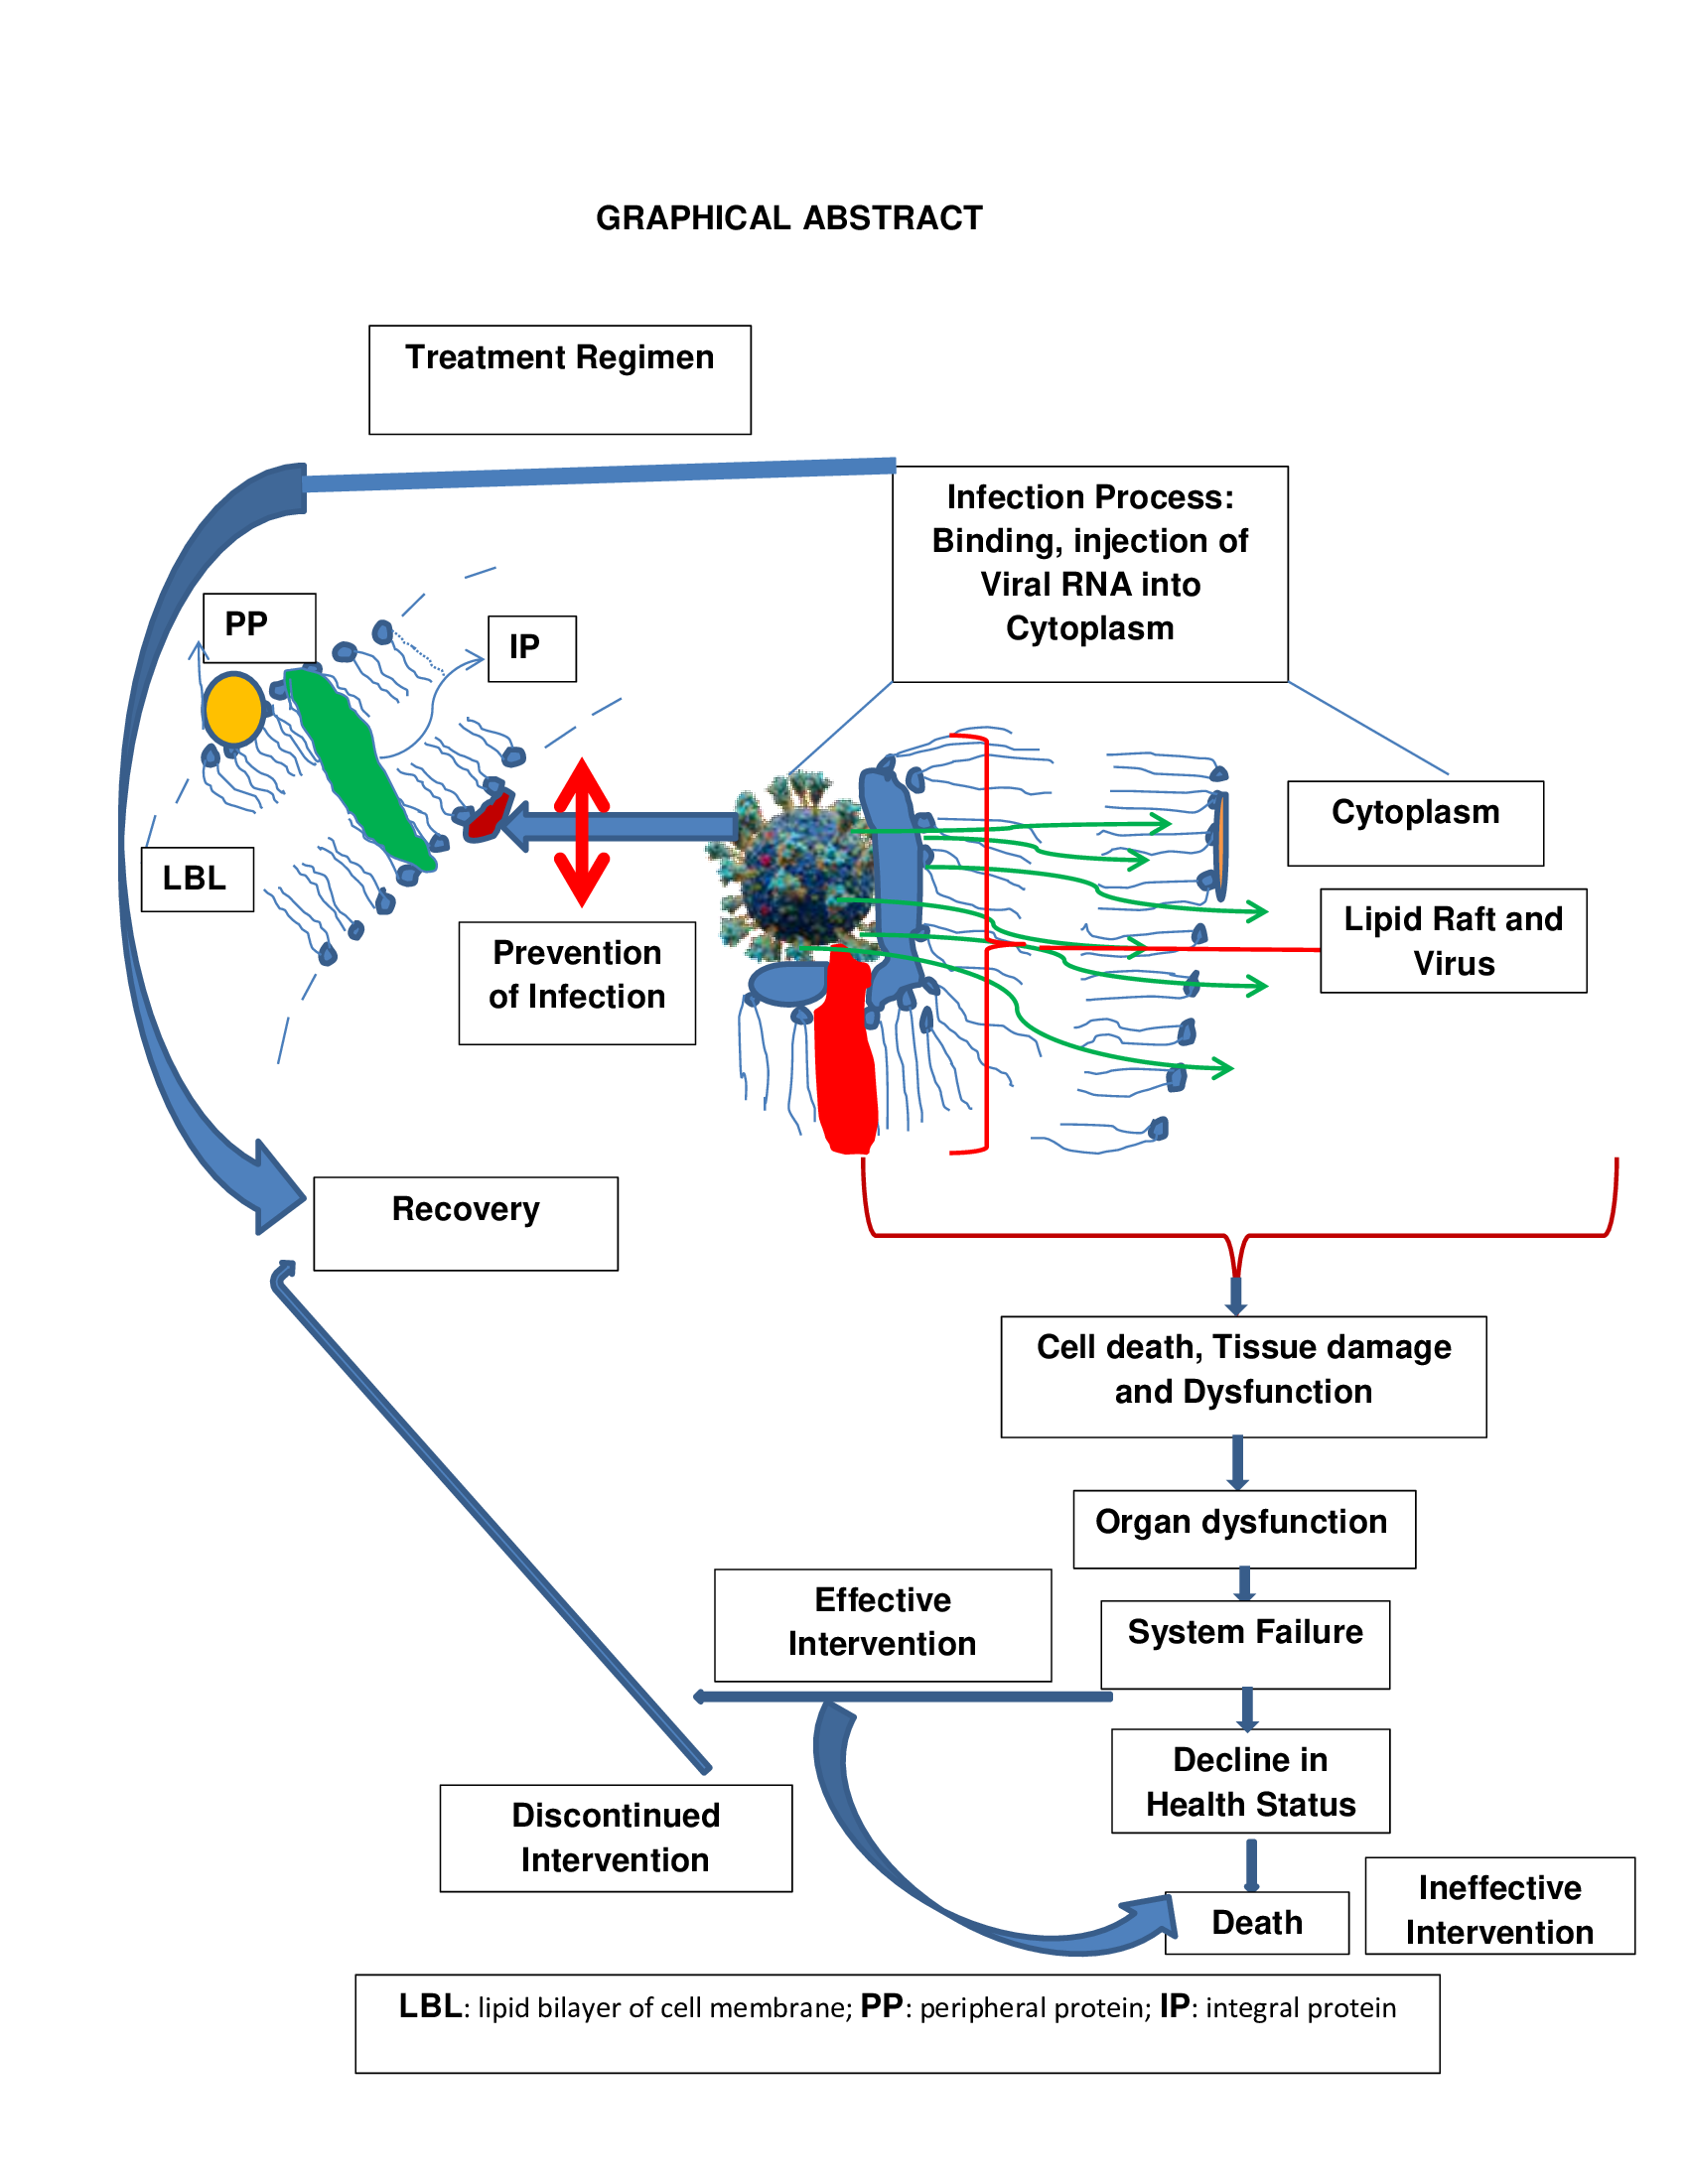 GRAPHICAL ABSTRACT
Treatment Regimen
Infection Process:
Binding, injection of
Viral RNA into
Cytoplasm
PP
IP
LBL
Prevention
of Infection
Cytoplasm
Lipid Raft and
Virus
Recovery
Cell death, Tissue damage
and Dysfunction
Organ dysfunction
Effective
Intervention
System Failure
Decline in
Health Status
Discontinued
Intervention
Ineffective
Intervention
Death
LBL: lipid bilayer of cell membrane; PP: peripheral protein; IP: integral protein